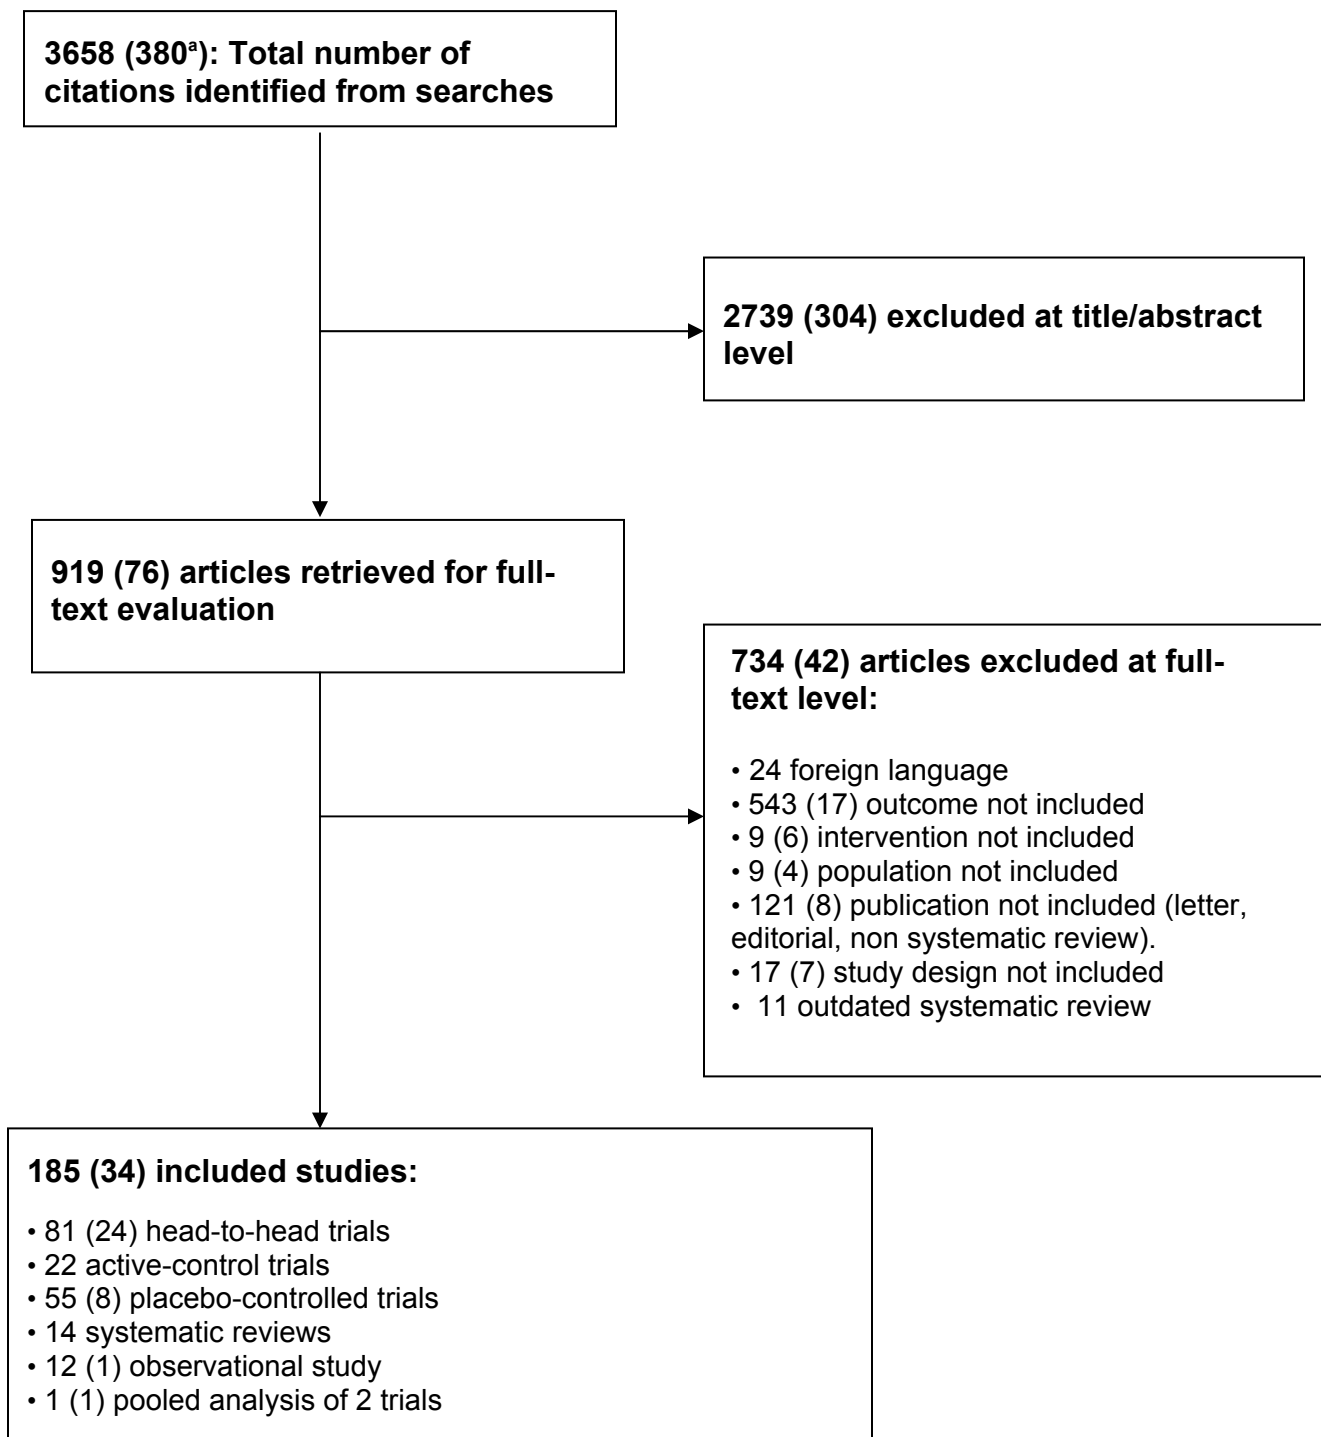 3658 (380ª): Total number of
citations identified from searches
2739 (304) excluded at title/abstract
level
919 (76) articles retrieved for full-
text evaluation
734 (42) articles excluded at full-
text level:
• 24 foreign language
• 543 (17) outcome not included
• 9 (6) intervention not included
• 9 (4) population not included
• 121 (8) publication not included (letter,
editorial, non systematic review).
• 17 (7) study design not included
• 11 outdated systematic review
185 (34) included studies:
• 81 (24) head-to-head trials
• 22 active-control trials
• 55 (8) placebo-controlled trials
• 14 systematic reviews
• 12 (1) observational study
• 1 (1) pooled analysis of 2 trials